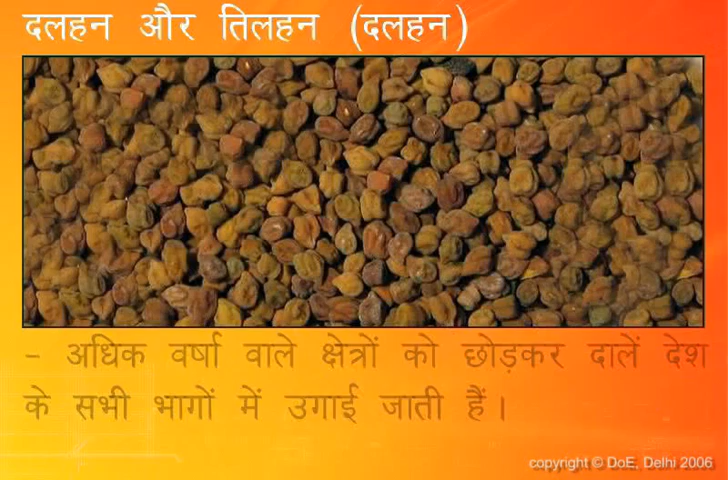 दलहन और तिलहन (दलहन)
- अधिक वर्षा वाले क्षेत्रों को छोड़कर दालें देश
के सभी भागों में उगाई जाती हैं।
copyright © DoE, Delhi 2006